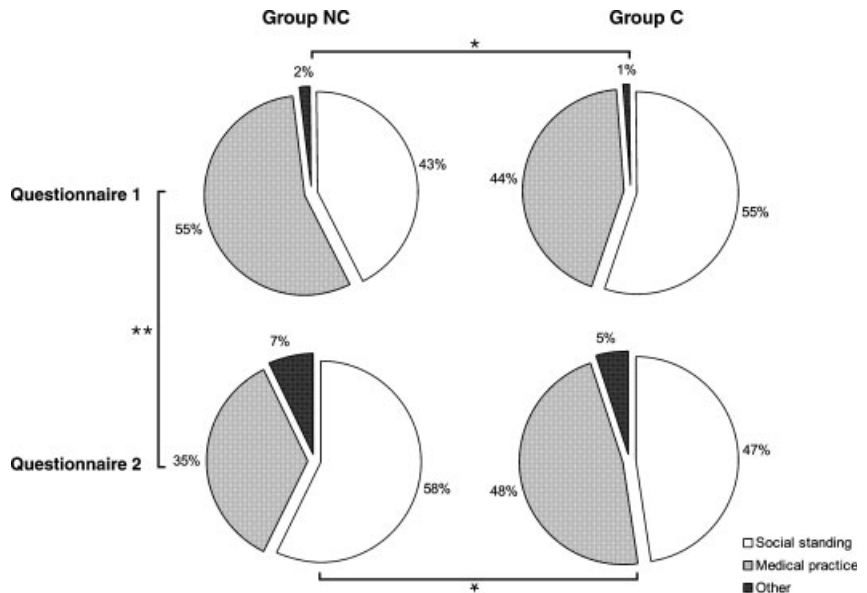 Group NC
Group C
*
2%
1%
43%
44%
Questionnaire 1
55%
55%
**
7%
5%
Questionnaire 2
35%
47%
58%
48%
Social standing
Medical practice
Other
*